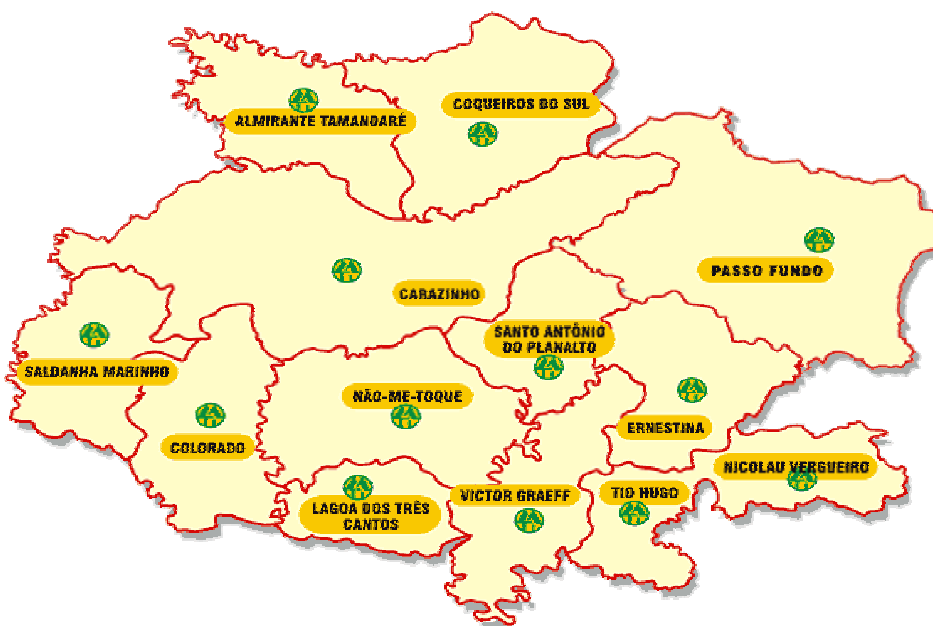 COQUEIROS DO SUL
ALMIRANTE TAMANDARÉ
PASSO FUNDO
CARAZINHO
SANTO ANTÔNIO
DO PLANALTO
SALDANHA MARINHO
NÃO-ME-TOQUE
ERNESTINA
COLORADO
NICOLAU VERGUEIRO
VICTOR GRAEFF
TIO HUGO
LAGOA DOS TRÊS
CANTOS